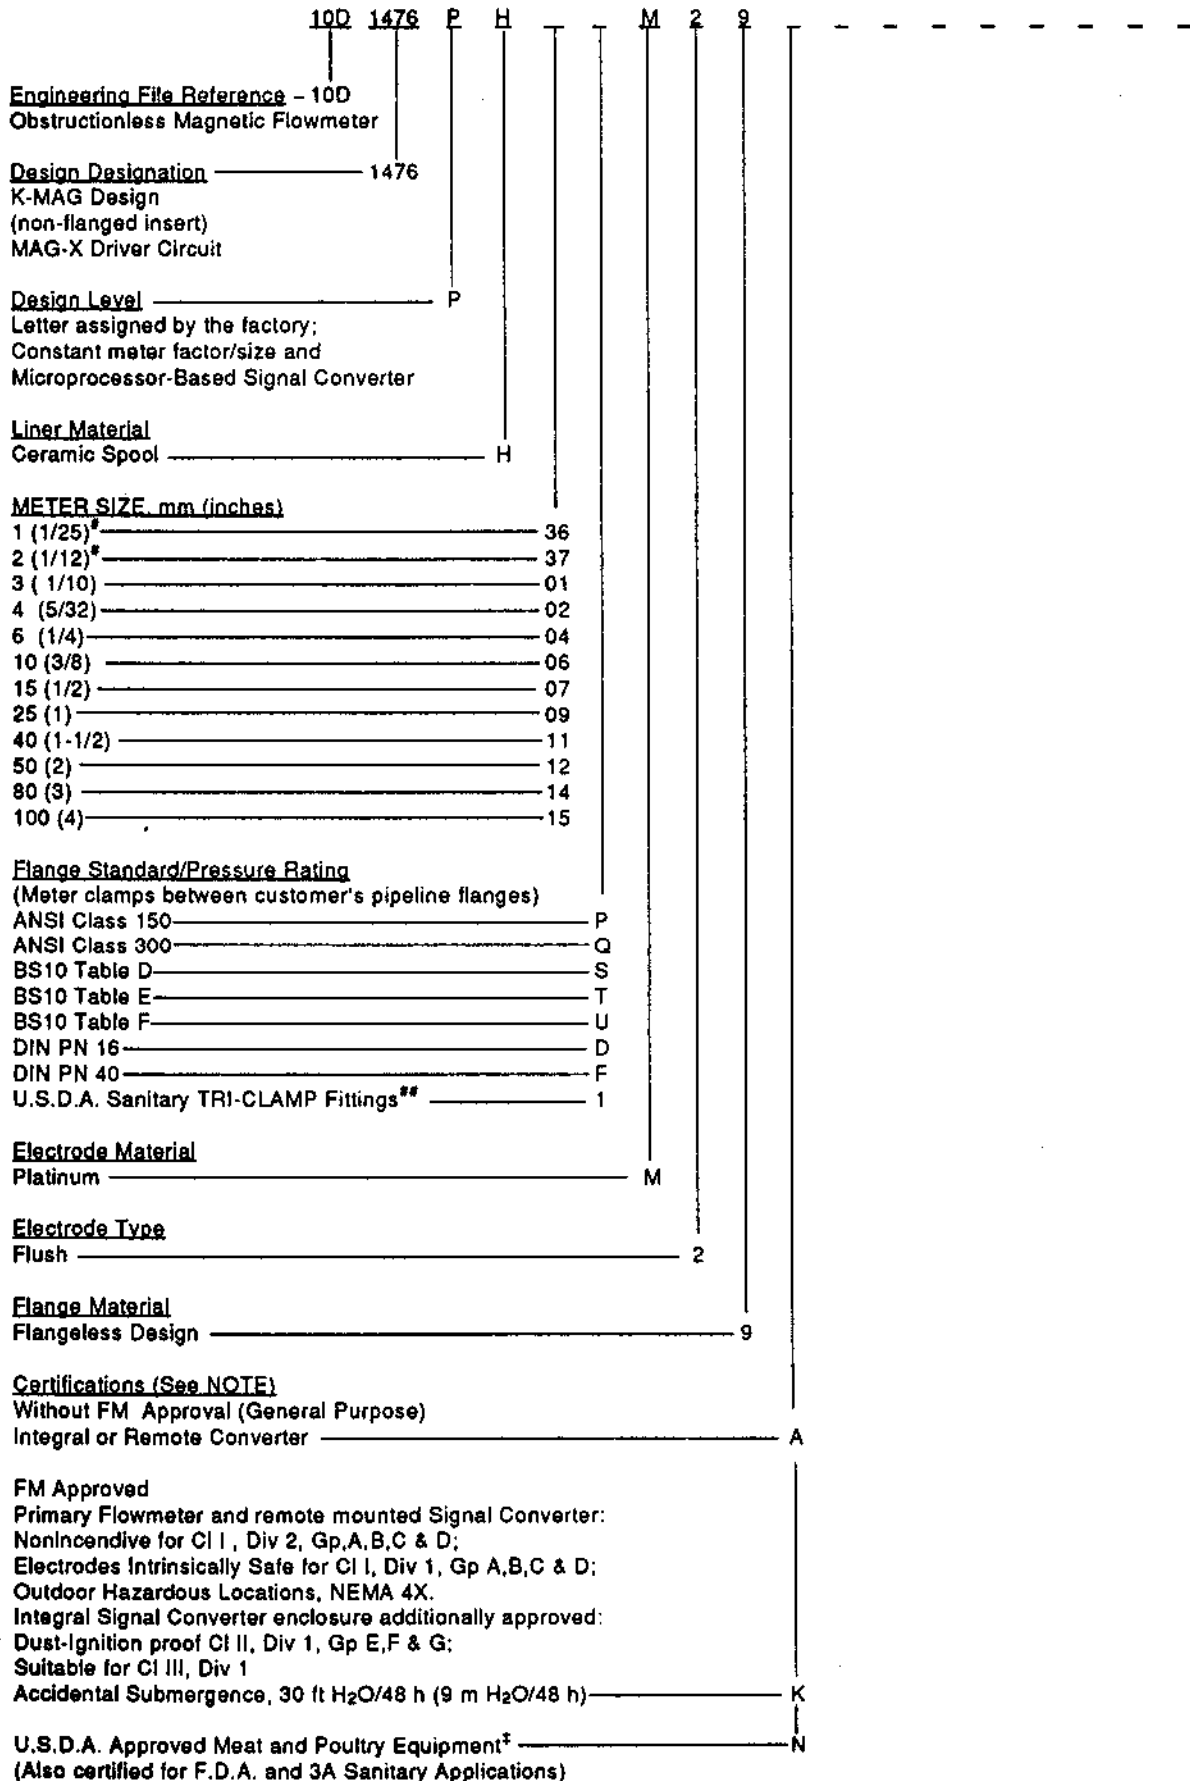 10D 1476 P H _ _ M 2 9 _ _ _ _ _ _ _ _ _
Engineering File Reference – 10D
Obstructionless Magnetic Flowmeter
Design Designation 1476
K-MAG Design
(non-flanged insert)
MAG-X Driver Circuit
Design Level P
Letter assigned by the factory;
Constant meter factor/size and
Microprocessor-Based Signal Converter
Liner Material
Ceramic Spool H
METER SIZE, mm (inches)
1 (1/25)# 36
2 (1/12)# 37
3 ( 1/10) 01
4 (5/32) 02
6 (1/4) 04
10 (3/8) 06
15 (1/2) 07
25 (1) 09
40 (1-1/2) 11
50 (2) 12
80 (3) 14
100 (4) 15
Flange Standard/Pressure Rating
(Meter clamps between customer's pipeline flanges)
ANSI Class 150 P
ANSI Class 300 Q
BS10 Table D S
BS10 Table E T
BS10 Table F U
DIN PN 16 D
DIN PN 40 F
U.S.D.A. Sanitary TRI-CLAMP Fittings## 1
Electrode Material
Platinum M
Electrode Type
Flush 2
Flange Material
Flangeless Design 9
Certifications (See NOTE)
Without FM Approval (General Purpose)
Integral or Remote Converter A
FM Approved
Primary Flowmeter and remote mounted Signal Converter:
NonIncendive for Cl I , Div 2, Gp,A,B,C & D;
Electrodes Intrinsically Safe for Cl I, Div 1, Gp A,B,C & D;
Outdoor Hazardous Locations, NEMA 4X.
Integral Signal Converter enclosure additionally approved:
Dust-Ignition proof Cl II, Div 1, Gp E,F & G;
Suitable for Cl III, Div 1
Accidental Submergence, 30 ft H₂O/48 h (9 m H₂O/48 h) K
U.S.D.A. Approved Meat and Poultry Equipment‡ N
(Also certified for F.D.A. and 3A Sanitary Applications)